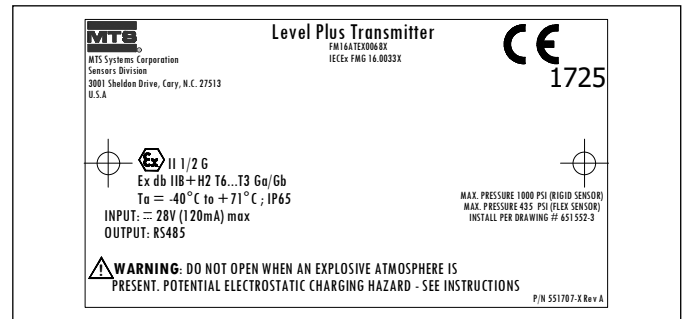 MTS
Level Plus Transmitter
FM16ATEX0068X
IECEx FMG 16.0033X
MTS Systems Corporation
Sensors Division
3001 Sheldon Drive, Cary, N.C. 27513
U.S.A
CE
1725
Ex II 1/2 G
Ex db IIB+H2 T6...T3 Ga/Gb
Ta = -40°C to +71°C ; IP65
INPUT: ⎓ 28V (120mA) max
OUTPUT: RS485
MAX. PRESSURE 1000 PSI (RIGID SENSOR)
MAX. PRESSURE 435 PSI (FLEX SENSOR)
INSTALL PER DRAWING # 651552-3
WARNING: DO NOT OPEN WHEN AN EXPLOSIVE ATMOSPHERE IS
PRESENT. POTENTIAL ELECTROSTATIC CHARGING HAZARD - SEE INSTRUCTIONS
P/N 551707-X Rev A